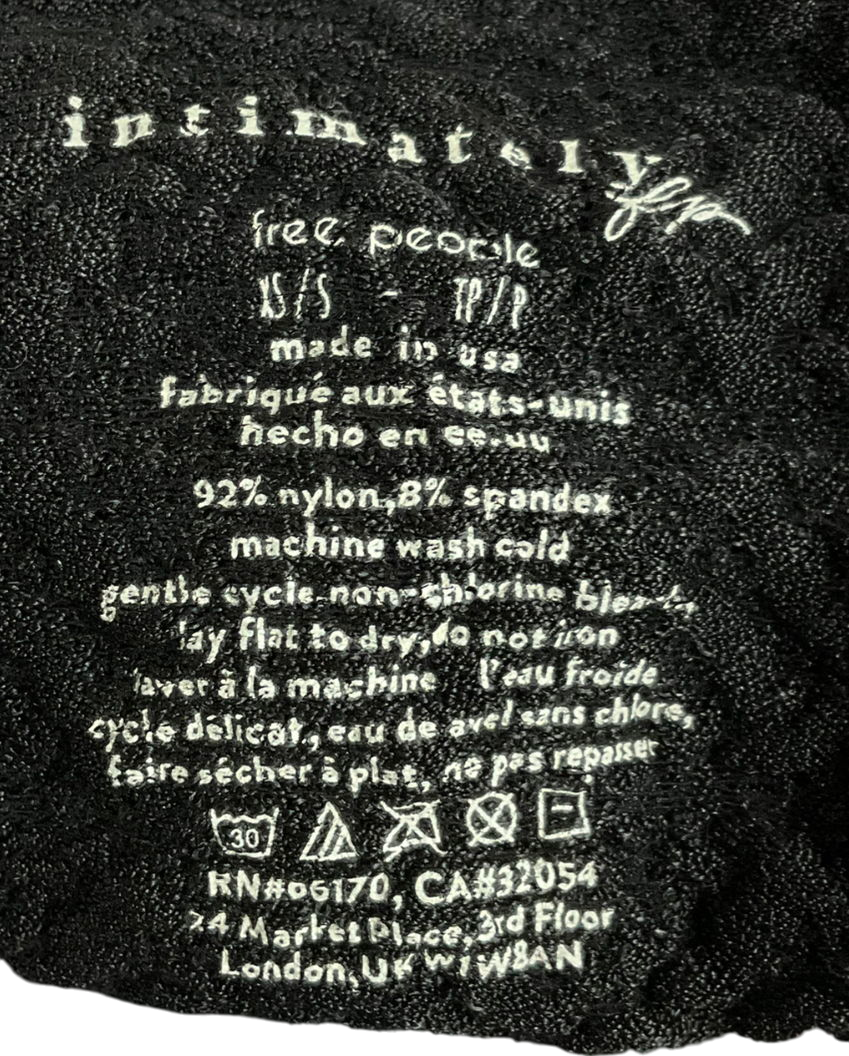 intimately
fp
free people
XS/S - TP/P
made in usa
fabriqué aux états-unis
hecho en ee.uu
92% nylon,8% spandex
machine wash cold
gentle cycle-non-chlorine
lay flat to dry,do not iron
laver à la machine l'eau froide
cycle délicat, eau de avel sans chlore,
faire sécher à plat, ne pas repasser
30
RN#66170, CA#32054
24 Market Place,3rd Floor
London,UK W1W8AN